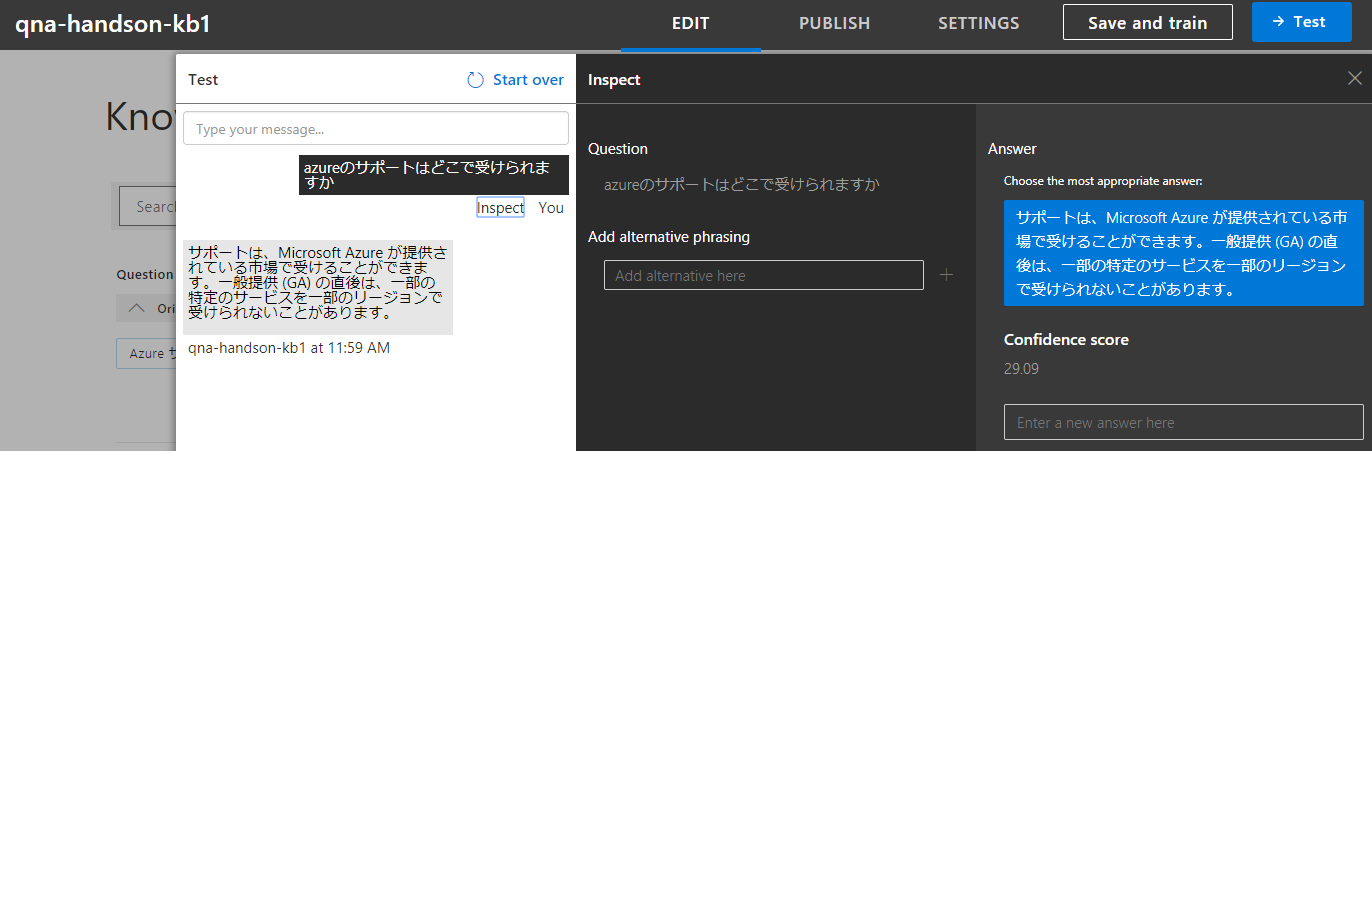 qna-handson-kb1
EDIT
PUBLISH
SETTINGS
Save and train
Test
Know
Search
Question
Ori
Azure サ
Test
Start over
Type your message...
azureのサポートはどこで受けられま
すか
Inspect You
サポートは、Microsoft Azure が提供さ
れている市場で受けることができま
す。一般提供 (GA) の直後は、一部の
特定のサービスを一部のリージョンで
受けられないことがあります。
qna-handson-kb1 at 11:59 AM
Inspect
Question
azureのサポートはどこで受けられますか
Add alternative phrasing
Add alternative here
Answer
Choose the most appropriate answer:
サポートは、Microsoft Azure が提供されている市
場で受けることができます。一般提供 (GA) の直
後は、一部の特定のサービスを一部のリージョン
で受けられないことがあります。
Confidence score
29.09
Enter a new answer here